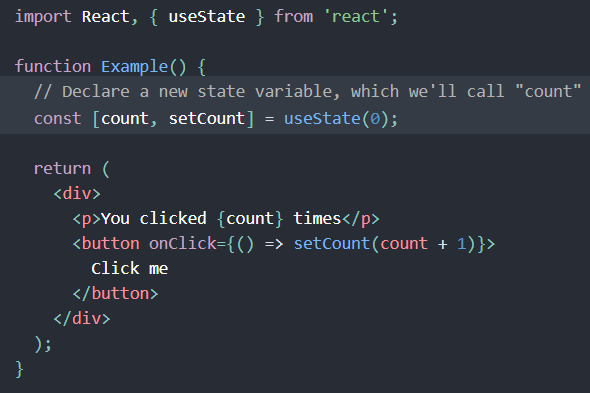 import React, { useState } from 'react';

function Example() {
  // Declare a new state variable, which we'll call "count"
  const [count, setCount] = useState(0);

  return (
    <div>
      <p>You clicked {count} times</p>
      <button onClick={() => setCount(count + 1)}>
        Click me
      </button>
    </div>
  );
}